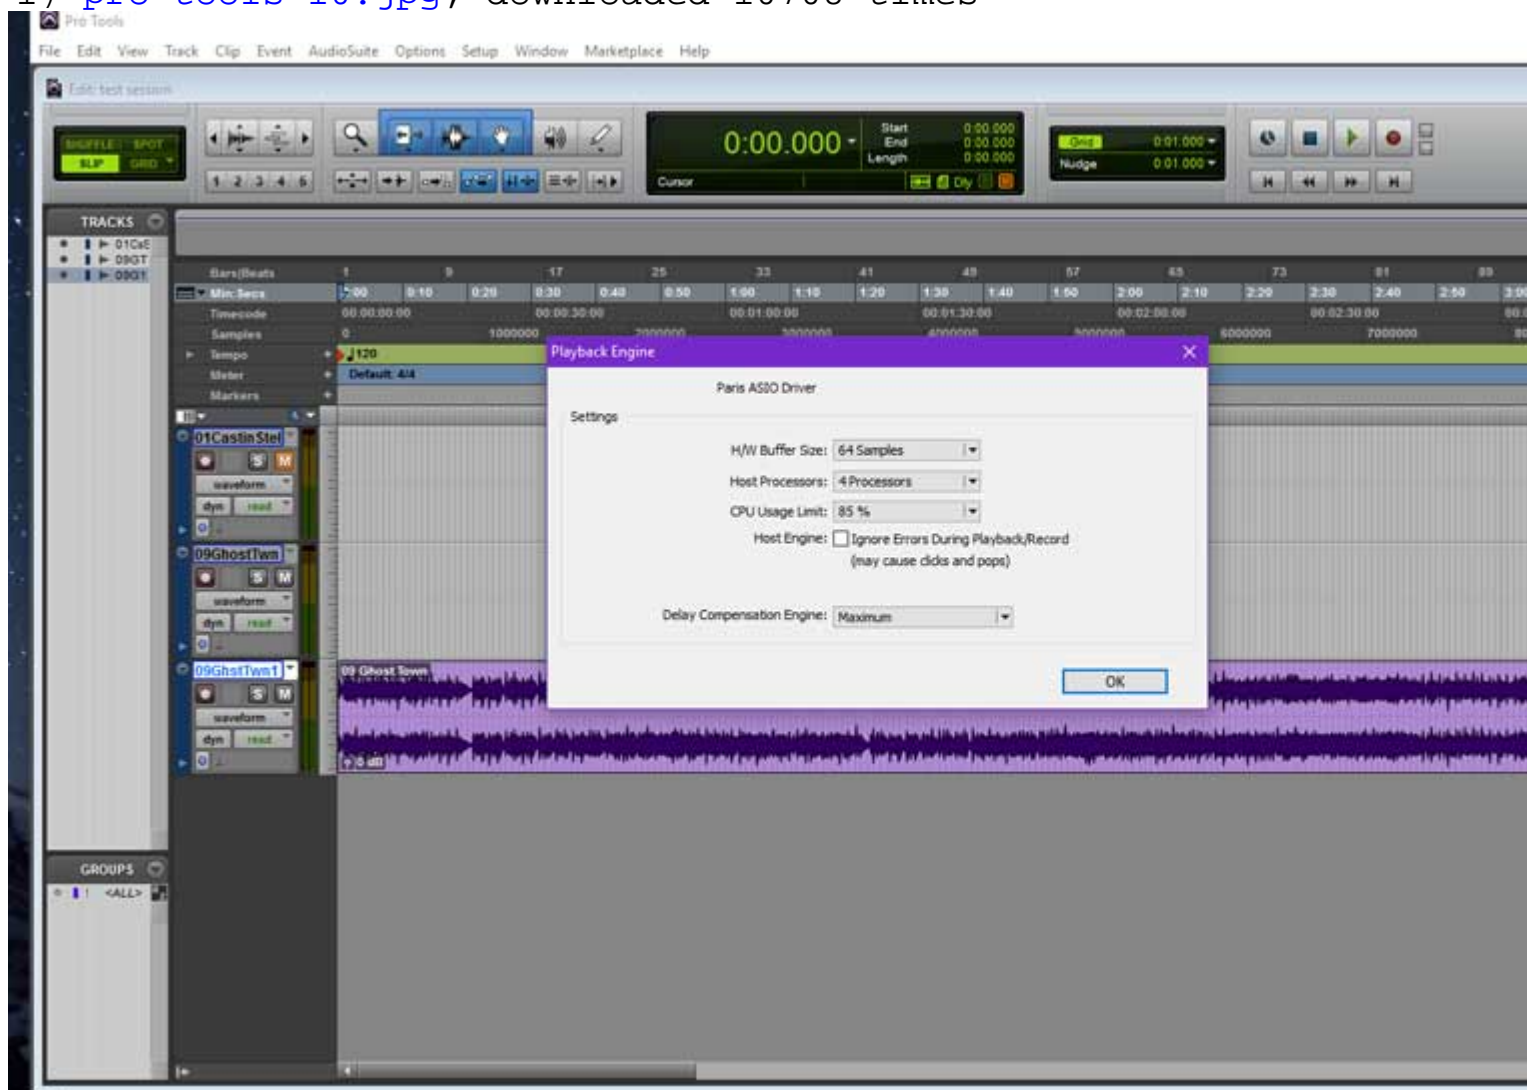 Pro Tools
File Edit View Track Clip Event AudioSuite Options Setup Window Marketplace Help
Edit: test session
SHUFFLE SPOT
SLIP GRID
1 2 3 4 5
0:00.000
Start 0:00.000
End 0:00.000
Length 0:00.000
Cursor
Dly
Grid 0:01.000
Nudge 0:01.000
TRACKS
01CsS
09GT
09G1
Bars|Beats 1 9 17 25 33 41 49 57 65 73 81 89
Min:Secs 0:00 0:10 0:20 0:30 0:40 0:50 1:00 1:10 1:20 1:30 1:40 1:50 2:00 2:10 2:20 2:30 2:40 2:50 3:00
Timecode 00:00:00:00 00:00:30:00 00:01:00:00 00:01:30:00 00:02:00:00 00:02:30:00
Samples 0 1000000 2000000 3000000 4000000 5000000 6000000 7000000
Tempo 120
Meter Default: 4/4
Markers
Playback Engine
Paris ASIO Driver
Settings
H/W Buffer Size: 64 Samples
Host Processors: 4 Processors
CPU Usage Limit: 85 %
Host Engine: Ignore Errors During Playback/Record
(may cause clicks and pops)
Delay Compensation Engine: Maximum
OK
01CastinStel
S M
waveform
dyn read
09GhostTwn
S M
waveform
dyn read
09GhstTwn1
S M
waveform
dyn read
09 Ghost Town
0 dB
GROUPS
! <ALL>